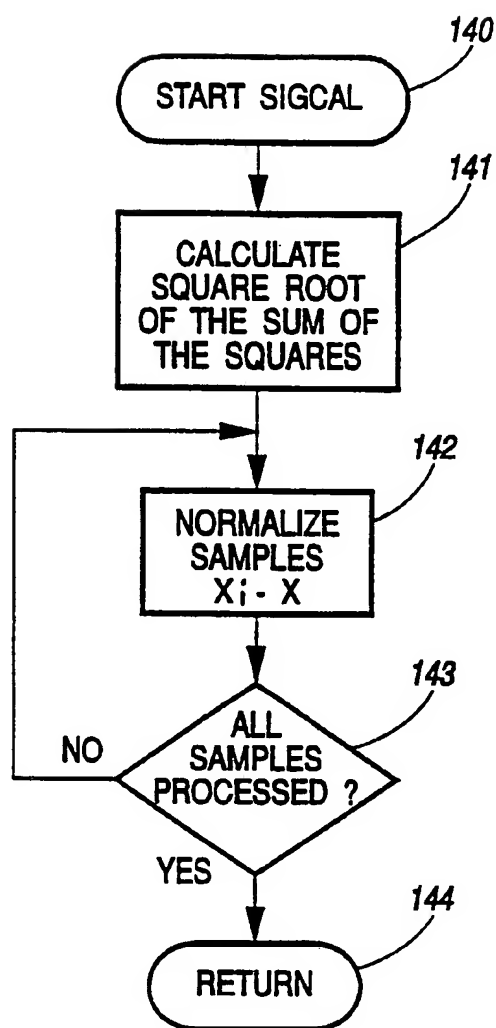 140
START SIGCAL
141
CALCULATE
SQUARE ROOT
OF THE SUM OF
THE SQUARES
142
NORMALIZE
SAMPLES
Xi - X
143
ALL
SAMPLES
PROCESSED ?
NO
YES
144
RETURN